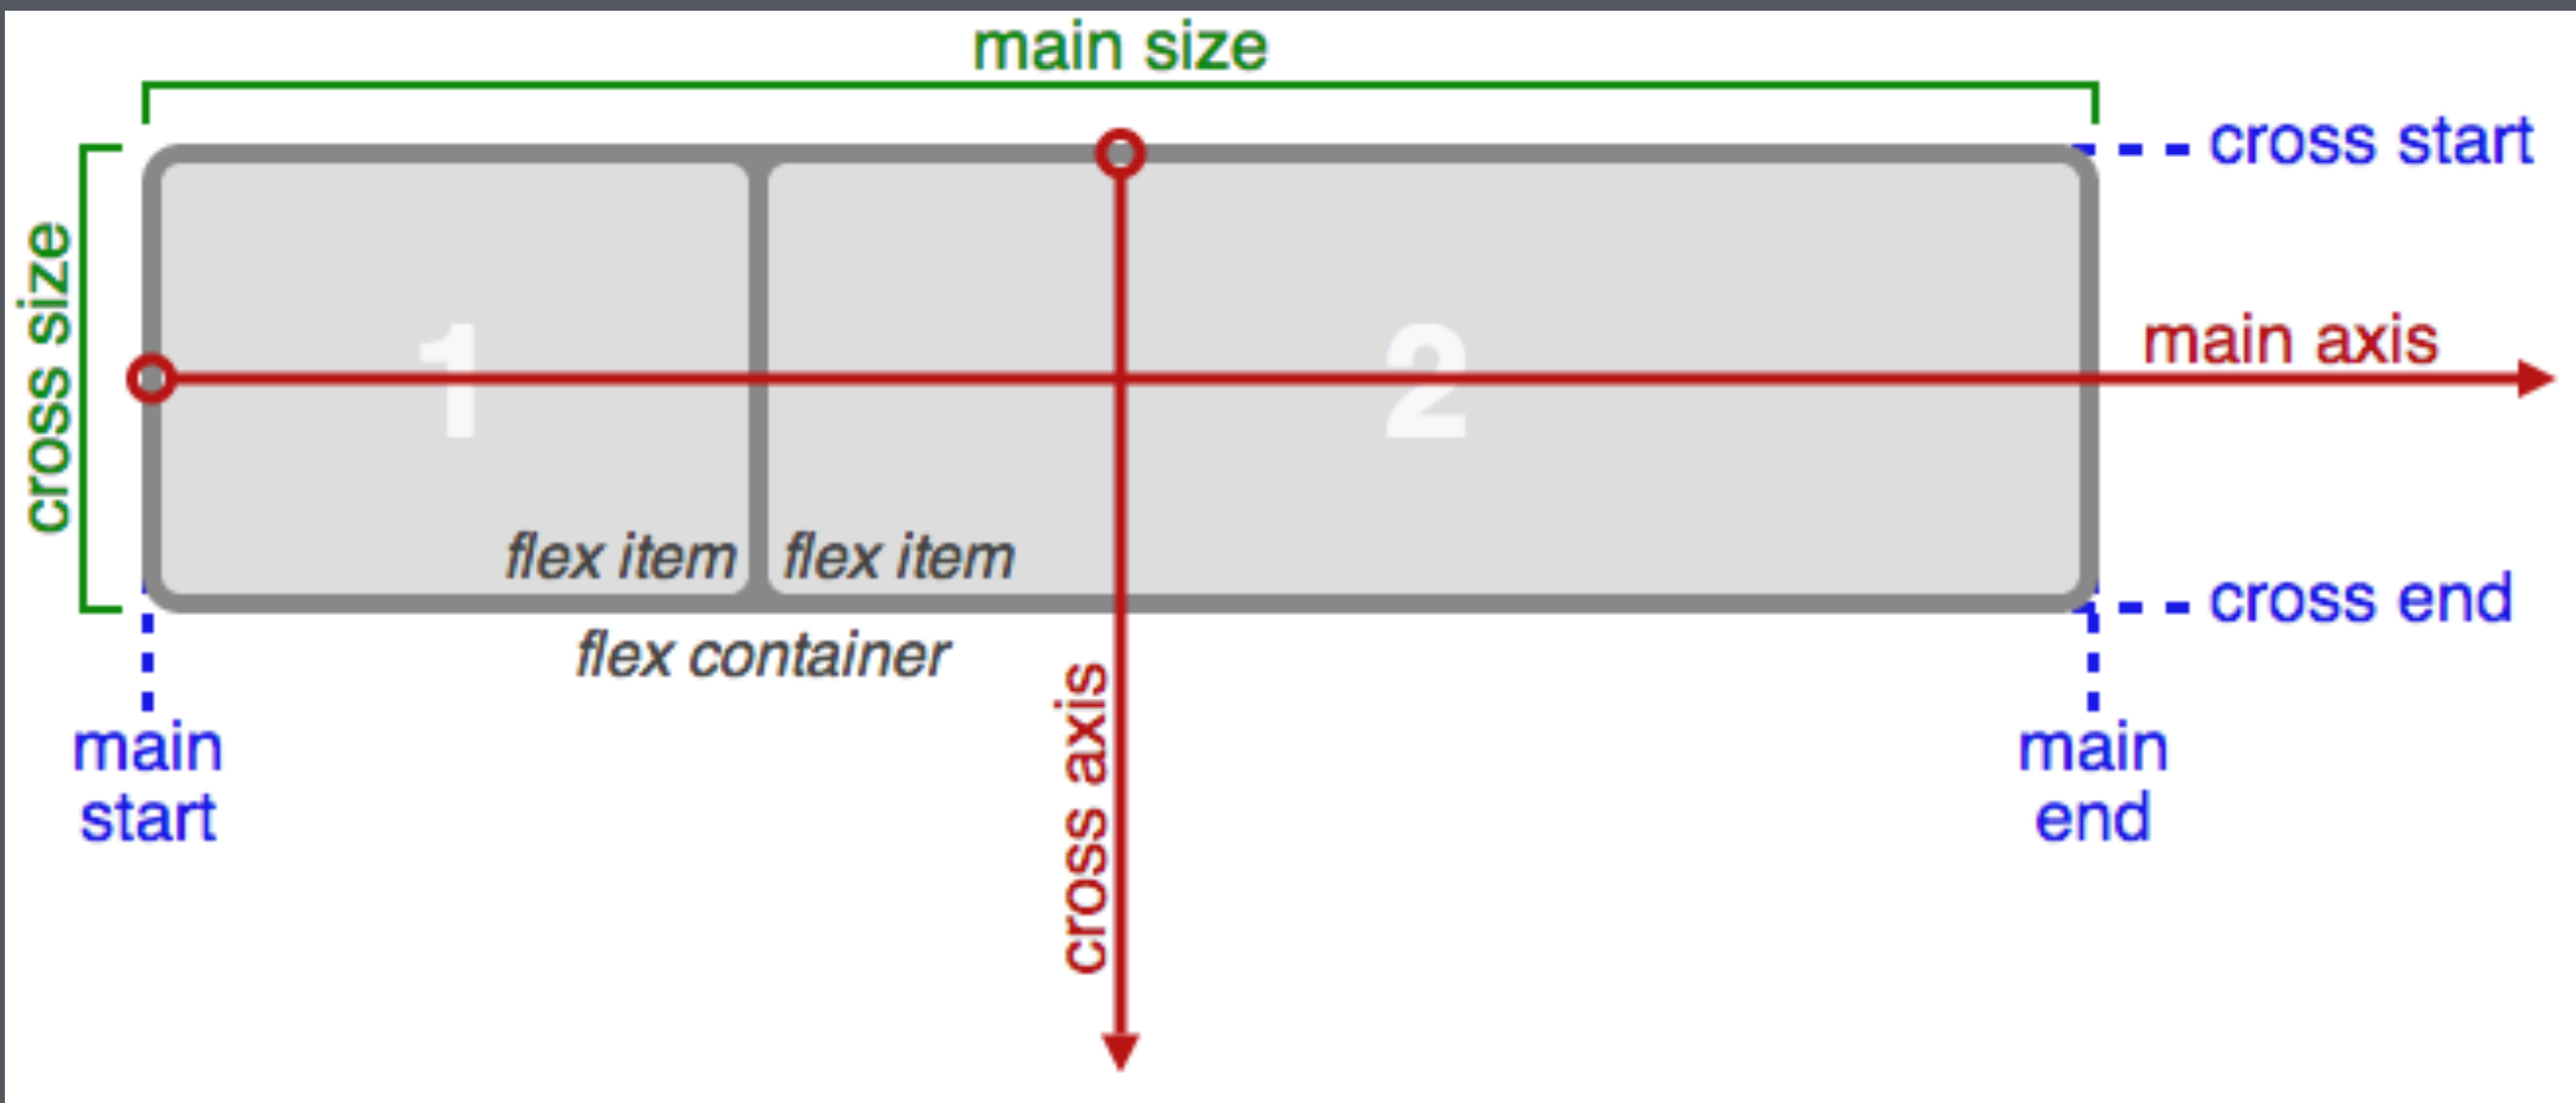 main size
cross start
cross size
main axis
1
2
flex item
flex item
cross end
flex container
cross axis
main
start
main
end